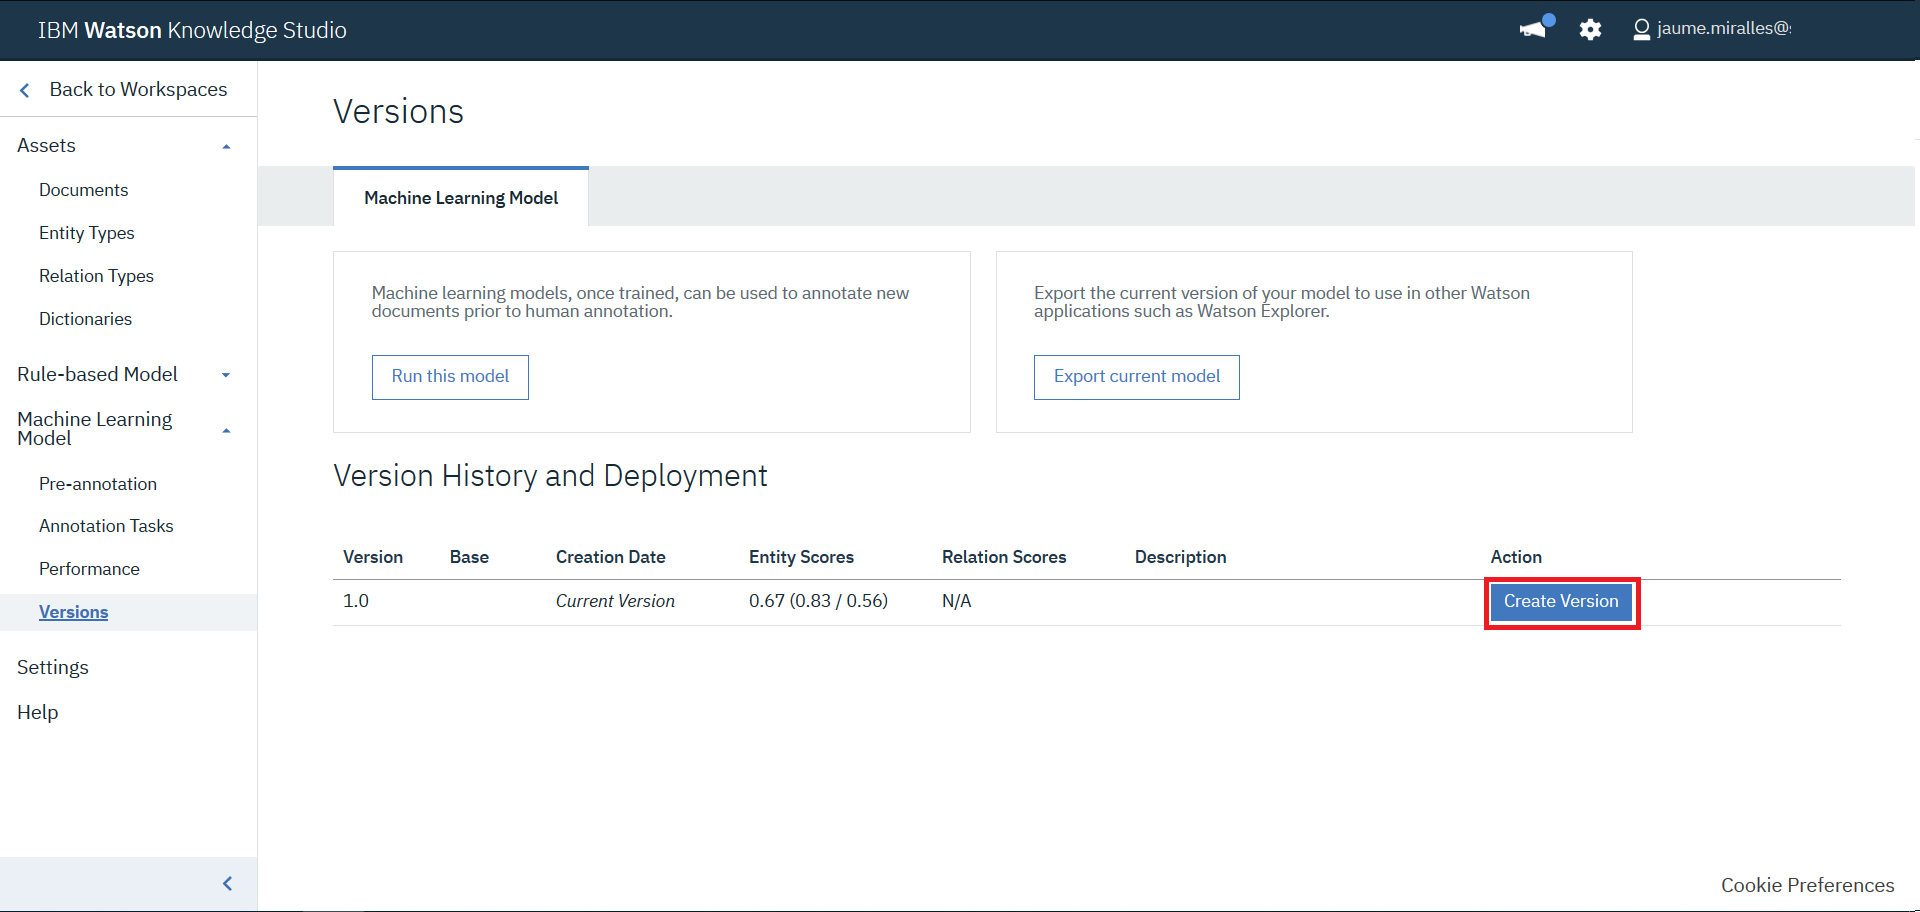 IBM Watson Knowledge Studio
jaume.miralles@
Back to Workspaces
Assets
Documents
Entity Types
Relation Types
Dictionaries
Rule-based Model
Machine Learning
Model
Pre-annotation
Annotation Tasks
Performance
Versions
Settings
Help
Versions
Machine Learning Model
Machine learning models, once trained, can be used to annotate new
documents prior to human annotation.
Run this model
Export the current version of your model to use in other Watson
applications such as Watson Explorer.
Export current model
Version History and Deployment
Version Base Creation Date Entity Scores Relation Scores Description Action
1.0 Current Version 0.67 (0.83 / 0.56) N/A Create Version
Cookie Preferences